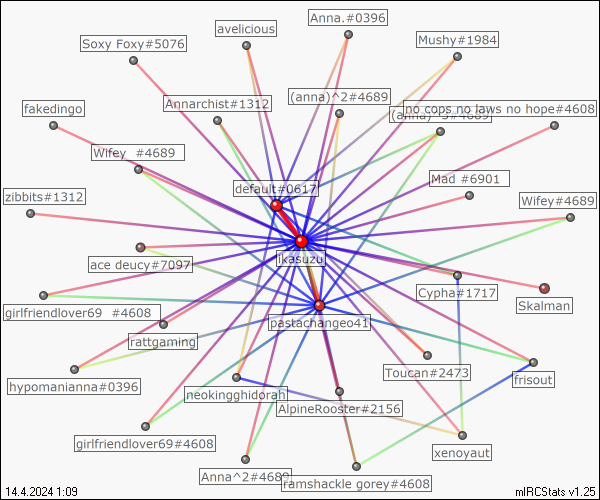 Anna.#0396
avelicious
Soxy Foxy#5076
Mushy#1984
(anna)^2#4689
Annarchist#1312
fakedingo
no cops no laws no hope#4608
Wifey  #4689
default#0617
Mad #6901
zibbits#1312
Wifey#4689
ikasuzu
ace deucy#7097
Cypha#1717
Skalman
girlfriendlover69  #4608
pastachangeo41
rattgaming
Toucan#2473
frisout
hypomanianna#0396
neokingghidorah
AlpineRooster#2156
girlfriendlover69#4608
xenoyaut
Anna^2#4689
ramshackle gorey#4608
14.4.2024 1:09
mIRCStats v1.25